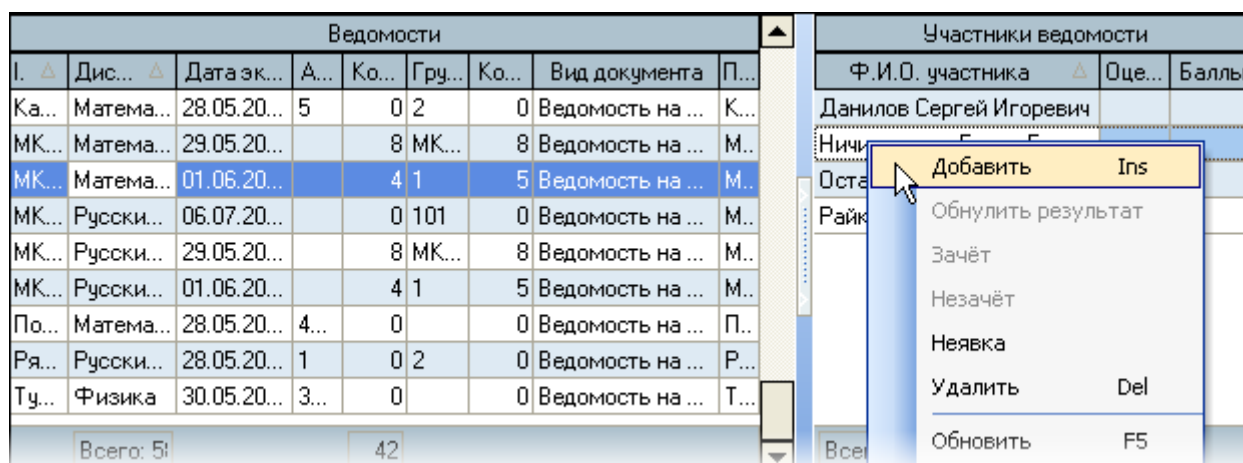 Ведомости
І. Дис... Дата эк... А... Ко... Гру... Ко... Вид документа П...
Ка... Матема... 28.05.20... 5 0 2 0 Ведомость на ... К...
МК... Матема... 29.05.20... 8 МК... 8 Ведомость на ... М..
МК... Матема... 01.06.20... 4 1 5 Ведомость на ... М..
МК... Русски... 06.07.20... 0 101 0 Ведомость на ... М..
МК... Русски... 29.05.20... 8 МК... 8 Ведомость на ... М..
МК... Русски... 01.06.20... 4 1 5 Ведомость на ... М..
По... Матема... 28.05.20... 4... 0 0 Ведомость на ... П..
Ря... Русски... 28.05.20... 1 0 2 0 Ведомость на ... Р...
Ту... Физика 30.05.20... 3... 0 0 Ведомость на ... Т...
Всего: 42
Участники ведомости
Ф.И.О. участника Оце... Баллы
Данилов Сергей Игоревич
Ничи
Оста
Райк
Всег
Добавить Ins
Обнулить результат
Зачёт
Незачёт
Неявка
Удалить Del
Обновить F5